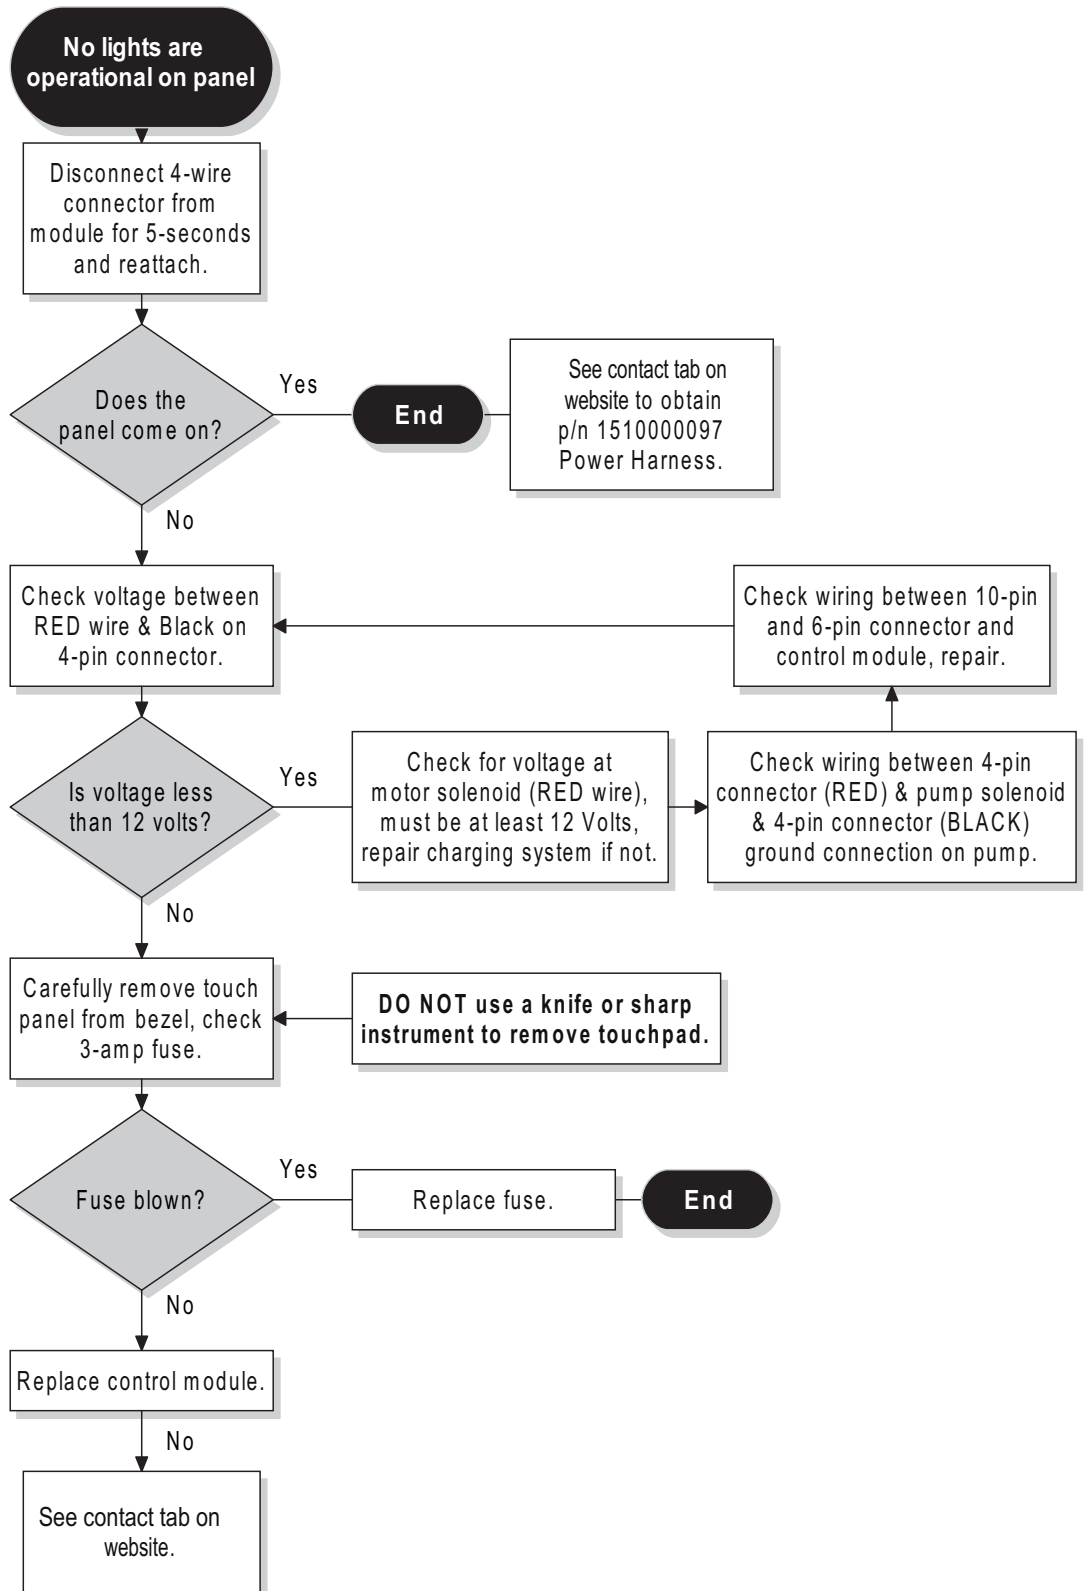 No lights are
operational on panel
Disconnect 4-wire
connector from
module for 5-seconds
and reattach.
Does the
panel come on?
Yes
End
See contact tab on
website to obtain
p/n 1510000097
Power Harness.
No
Check voltage between
RED wire & Black on
4-pin connector.
Check wiring between 10-pin
and 6-pin connector and
control module, repair.
Is voltage less
than 12 volts?
Yes
Check for voltage at
motor solenoid (RED wire),
must be at least 12 Volts,
repair charging system if not.
Check wiring between 4-pin
connector (RED) & pump solenoid
& 4-pin connector (BLACK)
ground connection on pump.
No
Carefully remove touch
panel from bezel, check
3-amp fuse.
DO NOT use a knife or sharp
instrument to remove touchpad.
Fuse blown?
Yes
Replace fuse.
End
No
Replace control module.
No
See contact tab on
website.